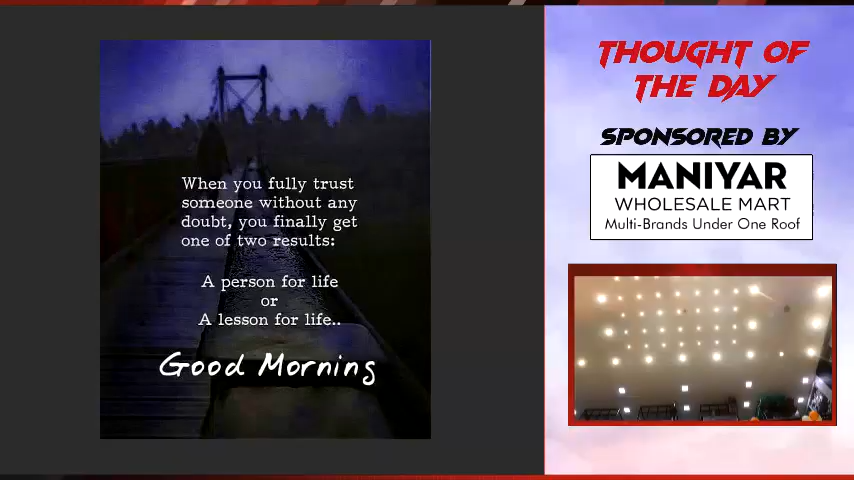 When you fully trust
someone without any
doubt, you finally get
one of two results:
A person for life
or
A lesson for life..
Good Morning
THOUGHT OF
THE DAY
SPONSORED BY
MANIYAR
WHOLESALE MART
Multi-Brands Under One Roof